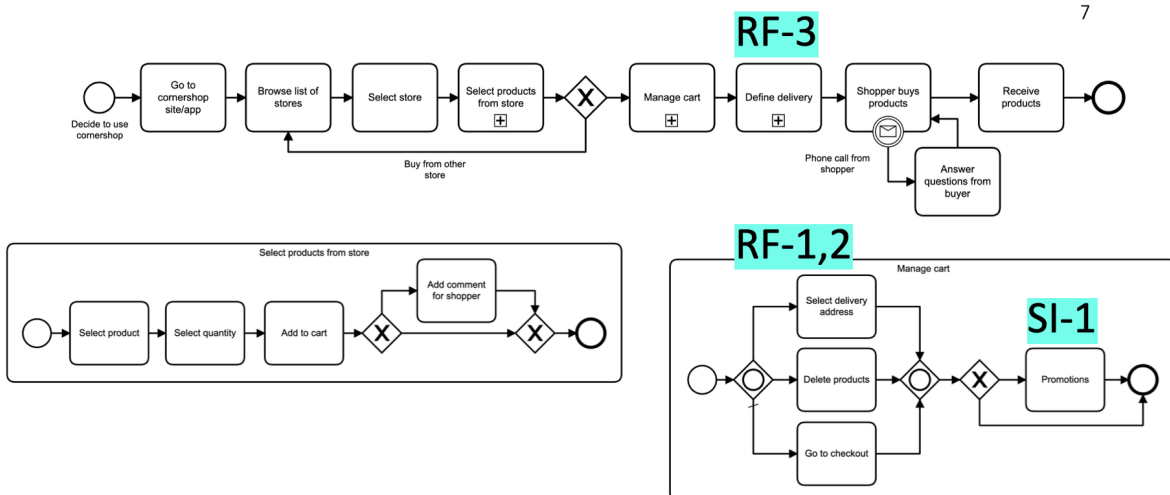 7
RF-3
Decide to use
cornershop
Go to
cornershop
site/app
Browse list of
stores
Select store
Select products
from store
X
Buy from other
store
Manage cart
Define delivery
Shopper buys
products
Phone call from
shopper
Answer
questions from
buyer
Receive
products
Select products from store
Select product
Select quantity
Add to cart
X
Add comment
for shopper
X
RF-1,2
Manage cart
Select delivery
address
Delete products
Go to checkout
X
SI-1
Promotions